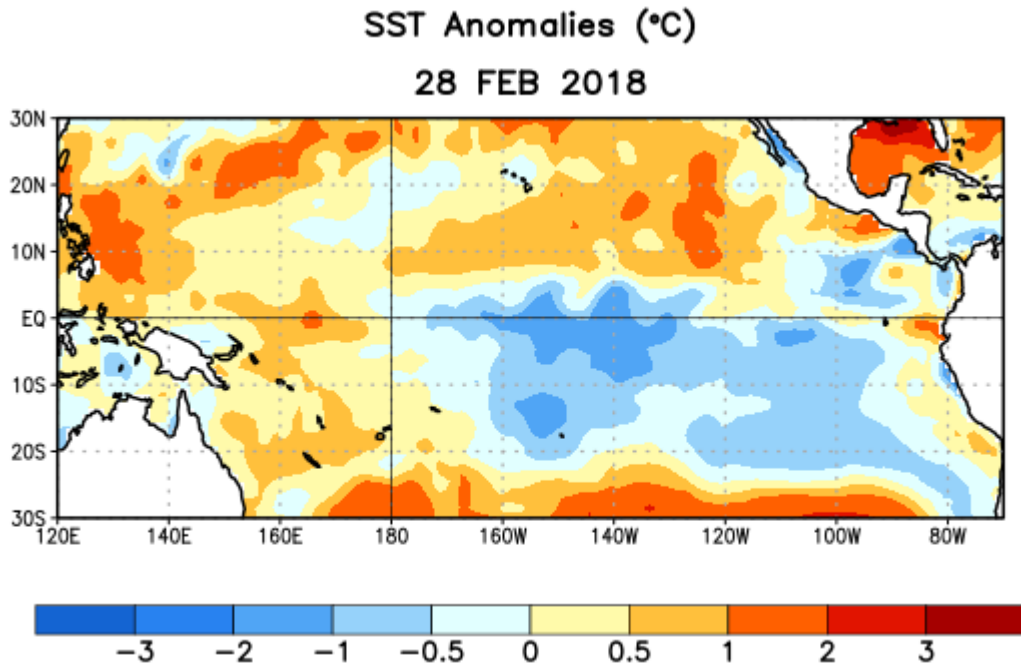 SST Anomalies (°C)
28 FEB 2018
30N
20N
10N
EQ
10S
20S
30S
120E 140E 160E 180 160W 140W 120W 100W 80W
-3 -2 -1 -0.5 0 0.5 1 2 3